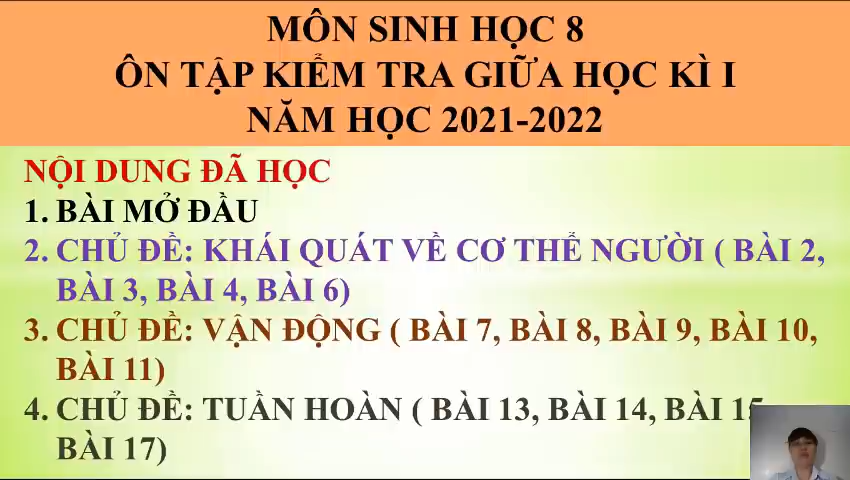 MÔN SINH HỌC 8
ÔN TẬP KIỂM TRA GIỮA HỌC KÌ I
NĂM HỌC 2021-2022
NỘI DUNG ĐÃ HỌC
1. BÀI MỞ ĐẦU
2. CHỦ ĐỀ: KHÁI QUÁT VỀ CƠ THỂ NGƯỜI ( BÀI 2,
BÀI 3, BÀI 4, BÀI 6)
3. CHỦ ĐỀ: VẬN ĐỘNG ( BÀI 7, BÀI 8, BÀI 9, BÀI 10,
BÀI 11)
4. CHỦ ĐỀ: TUẦN HOÀN ( BÀI 13, BÀI 14, BÀI
BÀI 17)